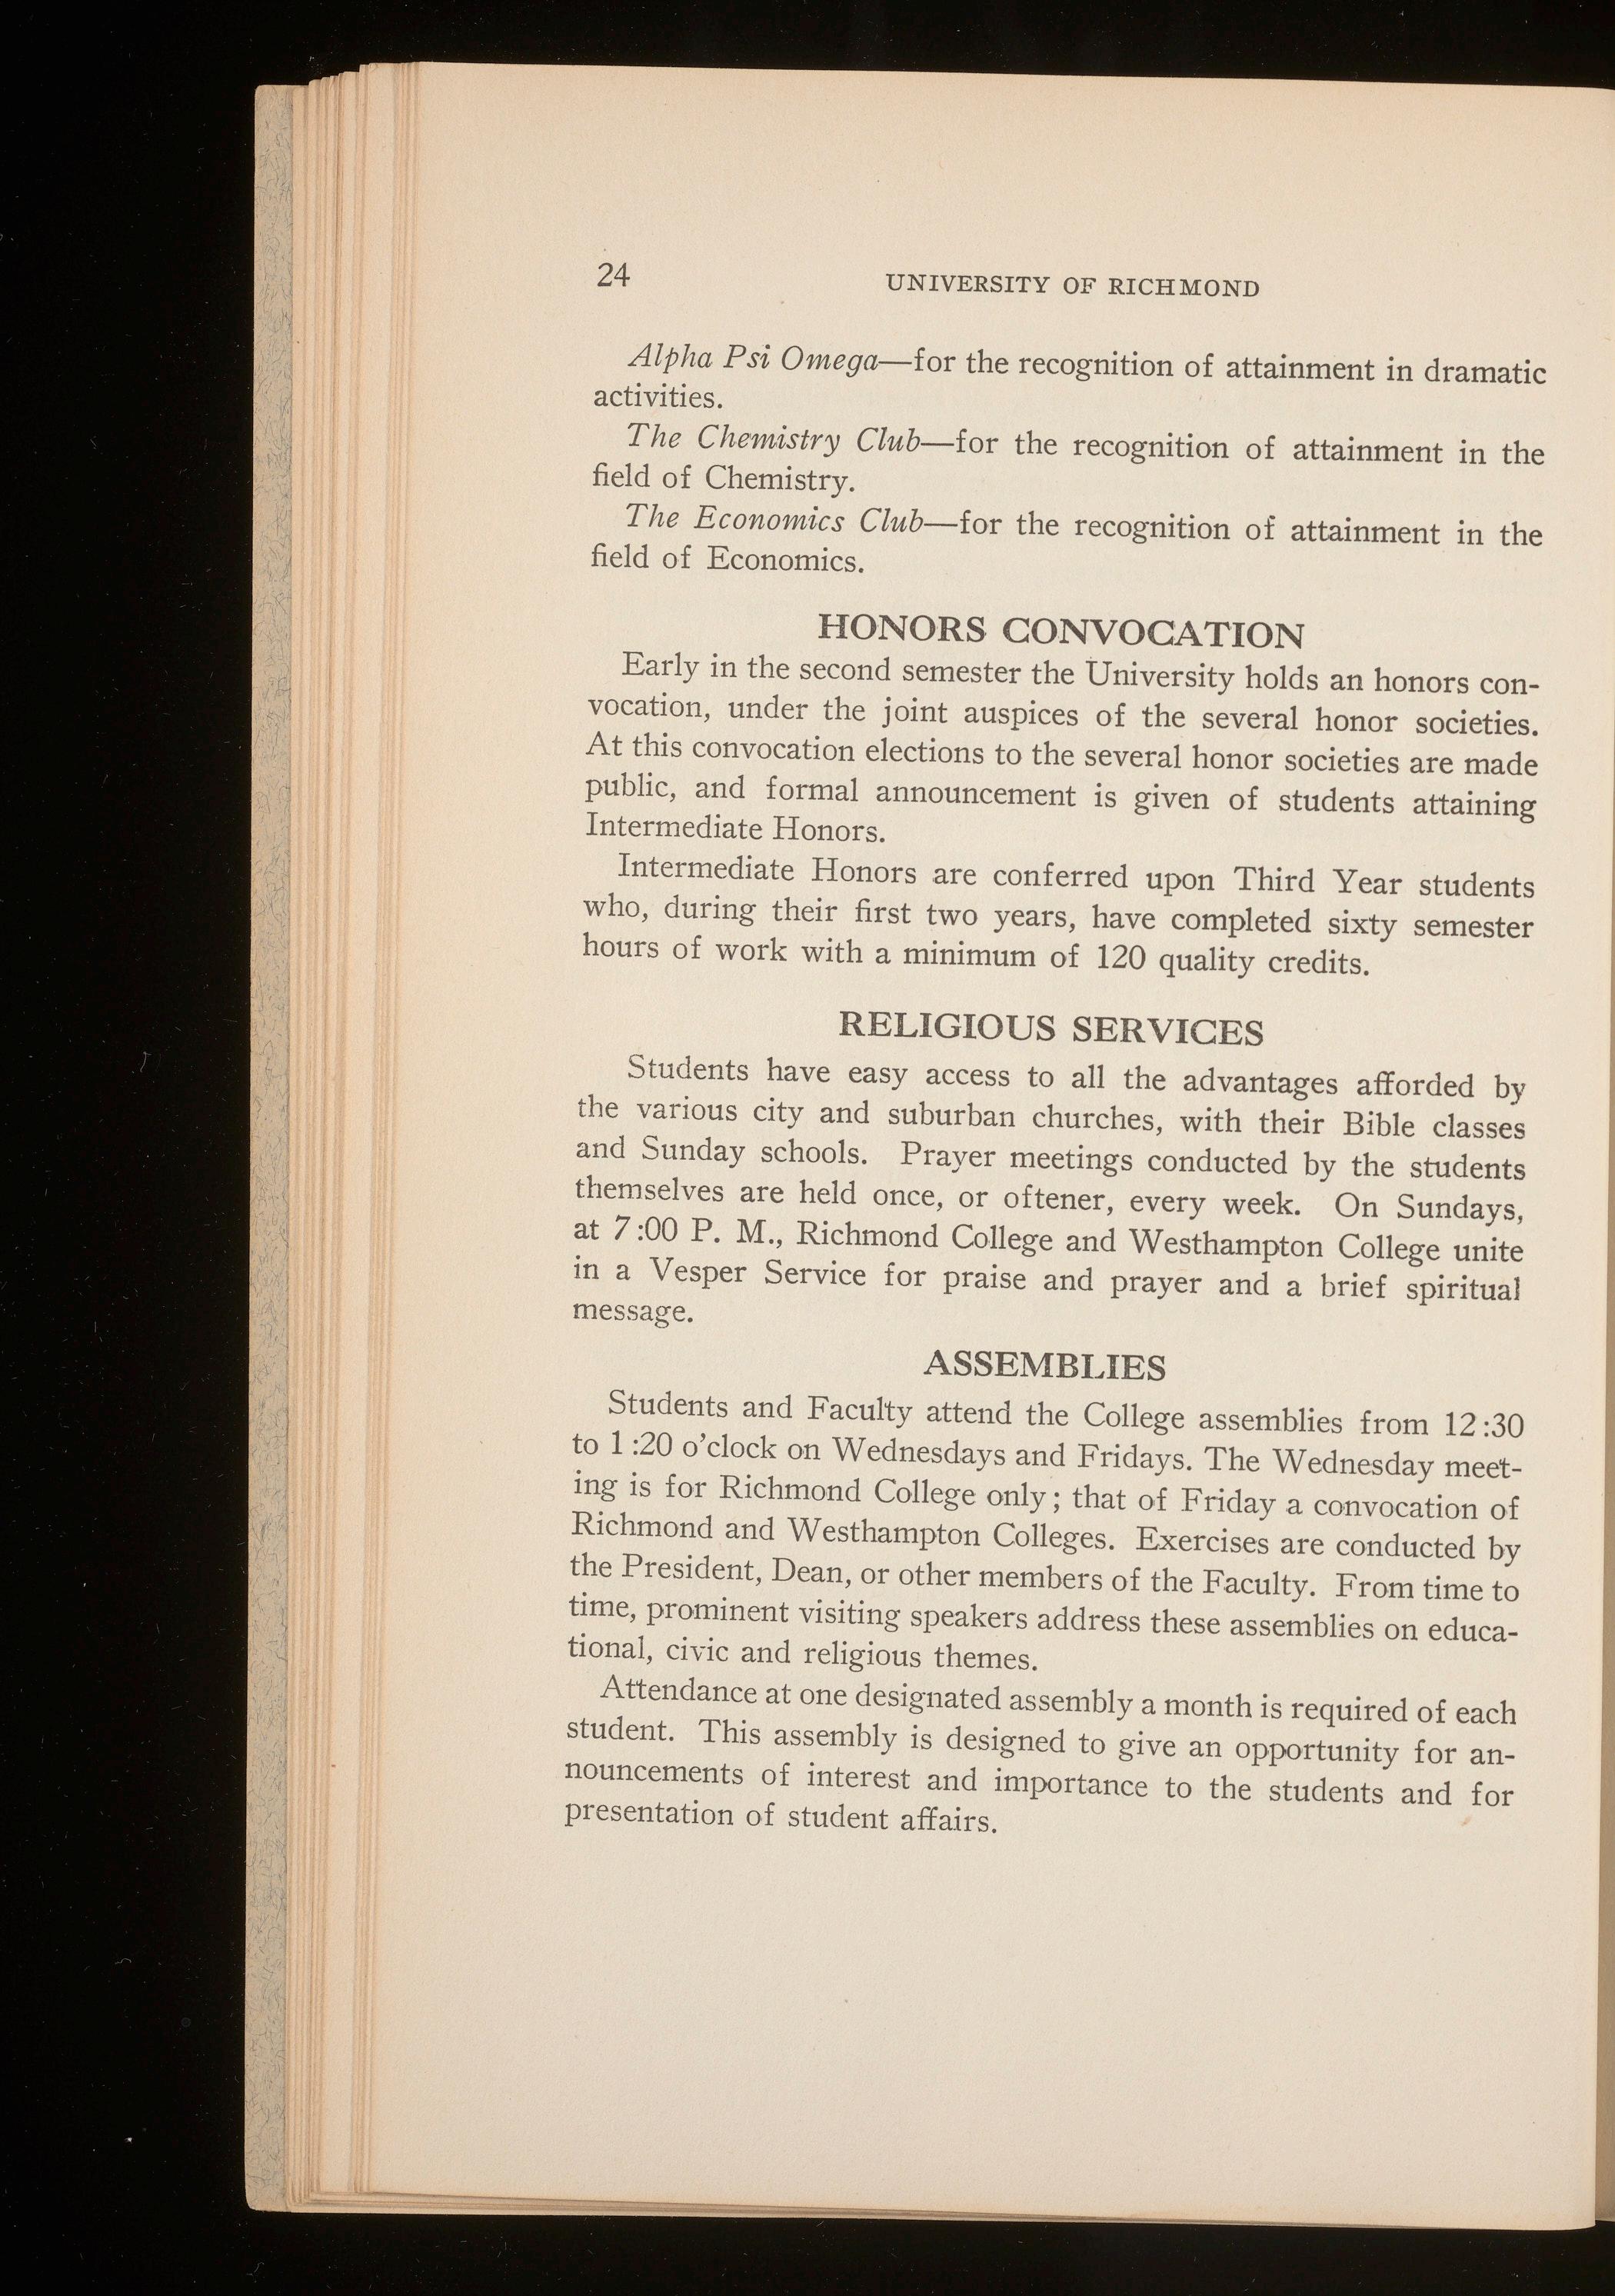 24
UNIVERSITY OF RICHMOND
Alpha Psi Omega—for the recognition of attainment in dramatic
activities.
The Chemistry Club—for the recognition of attainment in the
field of Chemistry.
The Economics Club—for the recognition of attainment in the
field of Economics.
HONORS CONVOCATION
Early in the second semester the University holds an honors con-
vocation, under the joint auspices of the several honor societies.
At this convocation elections to the several honor societies are made
public, and formal announcement is given of students attaining
Intermediate Honors.
Intermediate Honors are conferred upon Third Year students
who, during their first two years, have completed sixty semester
hours of work with a minimum of 120 quality credits.
RELIGIOUS SERVICES
Students have easy access to all the advantages afforded by
the various city and suburban churches, with their Bible classes
and Sunday schools. Prayer meetings conducted by the students
themselves are held once, or oftener, every week. On Sundays,
at 7:00 P. M., Richmond College and Westhampton College unite
in a Vesper Service for praise and prayer and a brief spiritual
message.
ASSEMBLIES
Students and Faculty attend the College assemblies from 12:30
to 1:20 o'clock on Wednesdays and Fridays. The Wednesday meet-
ing is for Richmond College only; that of Friday a convocation of
Richmond and Westhampton Colleges. Exercises are conducted by
the President, Dean, or other members of the Faculty. From time to
time, prominent visiting speakers address these assemblies on educa-
tional, civic and religious themes.
Attendance at one designated assembly a month is required of each
student. This assembly is designed to give an opportunity for an-
nouncements of interest and importance to the students and for
presentation of student affairs.